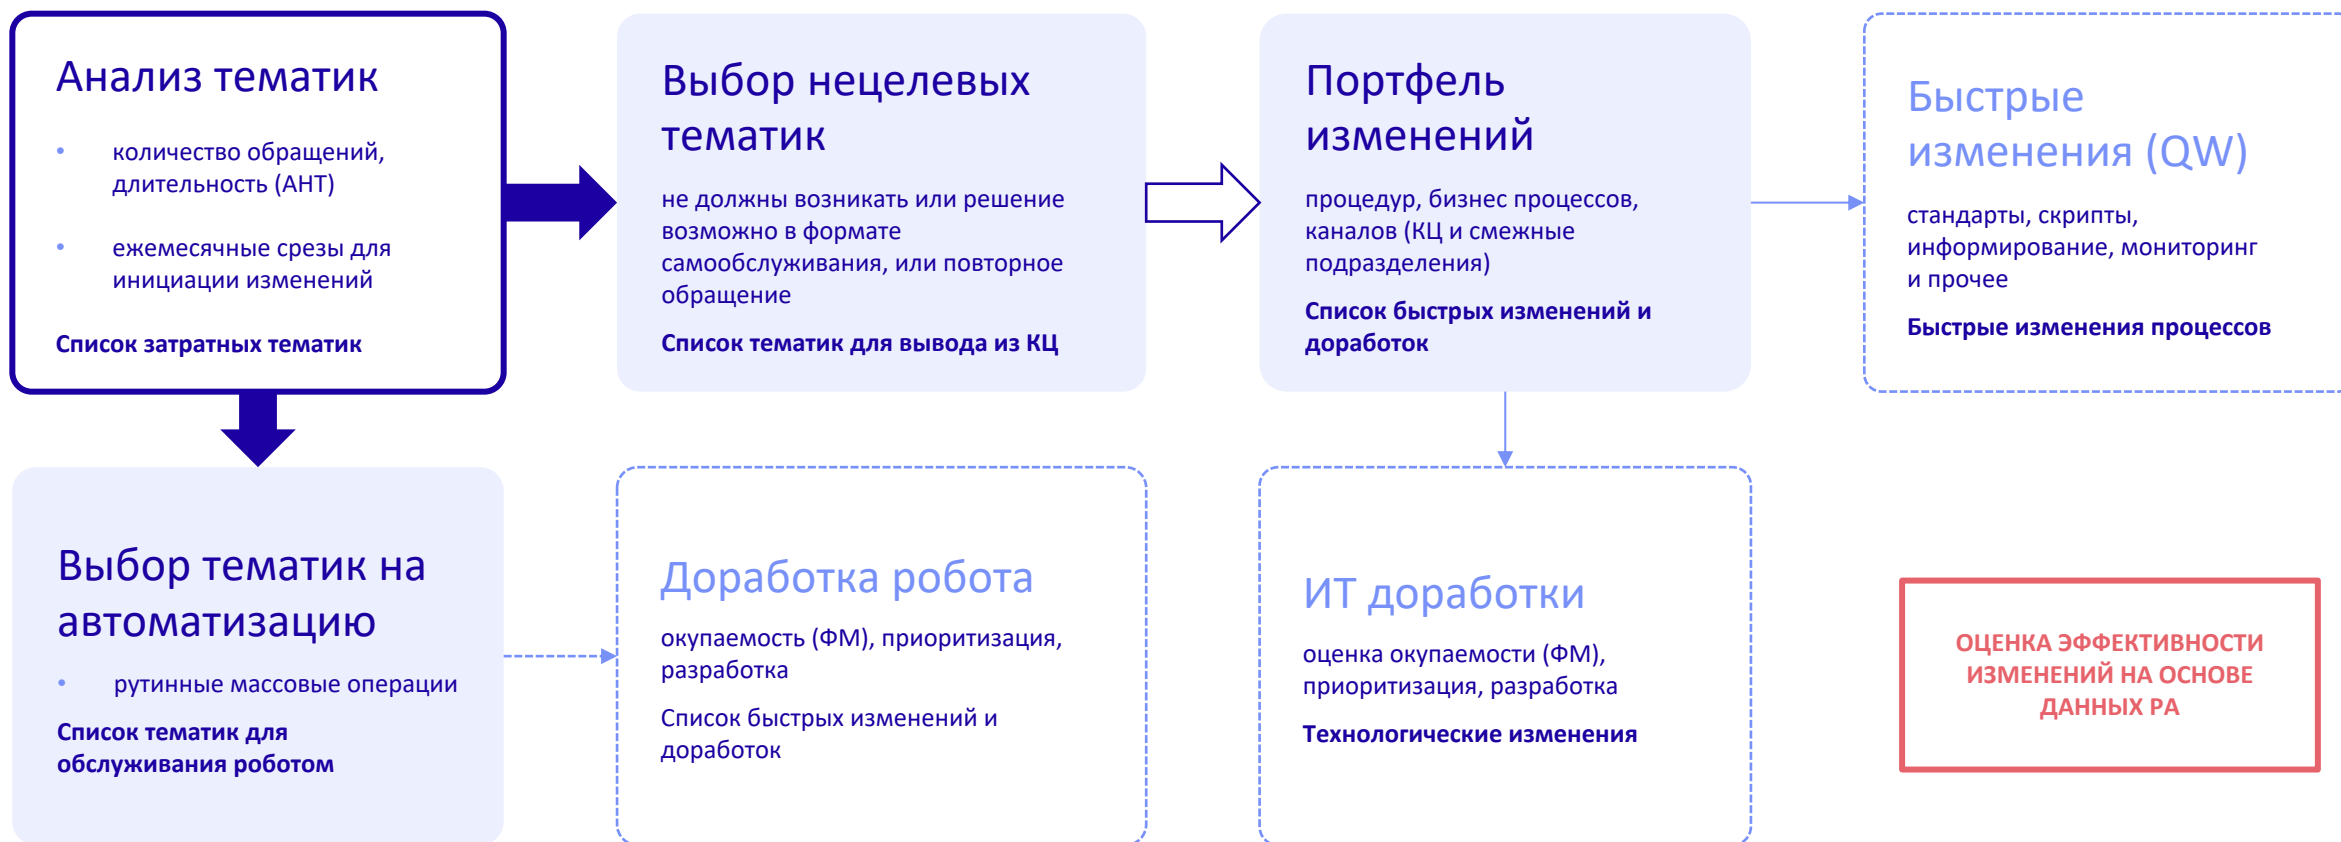 Анализ тематик
• количество обращений,
длительность (АНТ)
• ежемесячные срезы для
инициации изменений
Список затратных тематик
Выбор нецелевых
тематик
не должны возникать или решение
возможно в формате
самообслуживания, или повторное
обращение
Список тематик для вывода из КЦ
Портфель
изменений
процедур, бизнес процессов,
каналов (КЦ и смежные
подразделения)
Список быстрых изменений и
доработок
Быстрые
изменения (QW)
стандарты, скрипты,
информирование, мониторинг
и прочее
Быстрые изменения процессов
Выбор тематик на
автоматизацию
• рутинные массовые операции
Список тематик для
обслуживания роботом
Доработка робота
окупаемость (ФМ), приоритизация,
разработка
Список быстрых изменений и
доработок
ИТ доработки
оценка окупаемости (ФМ),
приоритизация, разработка
Технологические изменения
ОЦЕНКА ЭФФЕКТИВНОСТИ
ИЗМЕНЕНИЙ НА ОСНОВЕ
ДАННЫХ РА